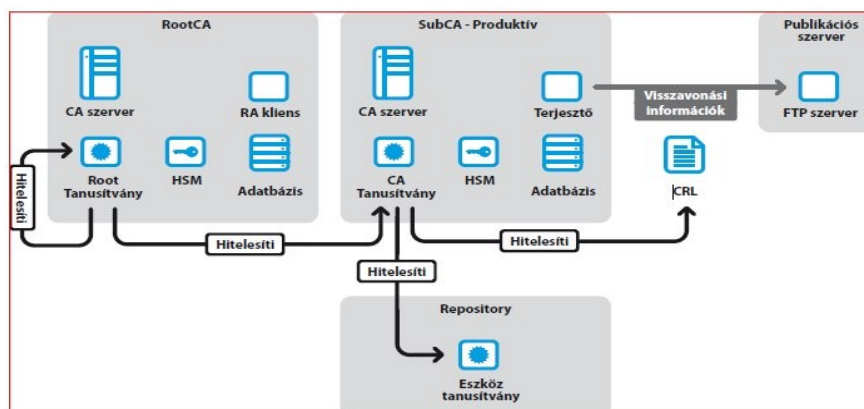 RootCA
SubCA - Produktív
Publikációs
szerver
CA szerver
RA kliens
CA szerver
Terjesztő
Visszavonási
információk
FTP szerver
Hitelesíti
Root
Tanusítvány
HSM
Adatbázis
CA
Tanusítvány
HSM
Adatbázis
CRL
Hitelesíti
Hitelesíti
Hitelesíti
Repository
Eszköz
tanusítvány